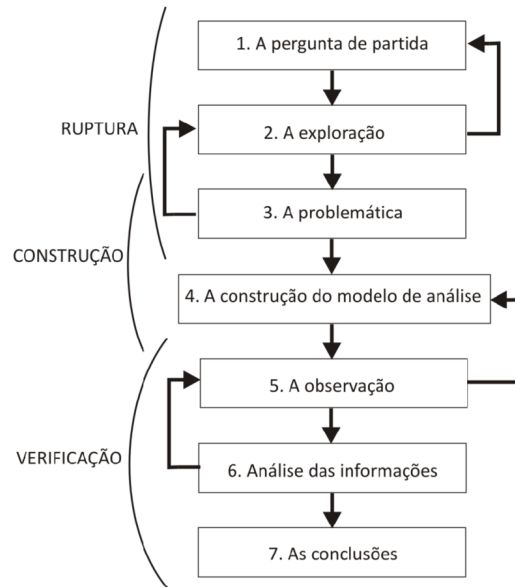 1. A pergunta de partida
RUPTURA
2. A exploração
3. A problemática
CONSTRUÇÃO
4. A construção do modelo de análise
5. A observação
VERIFICAÇÃO
6. Análise das informações
7. As conclusões